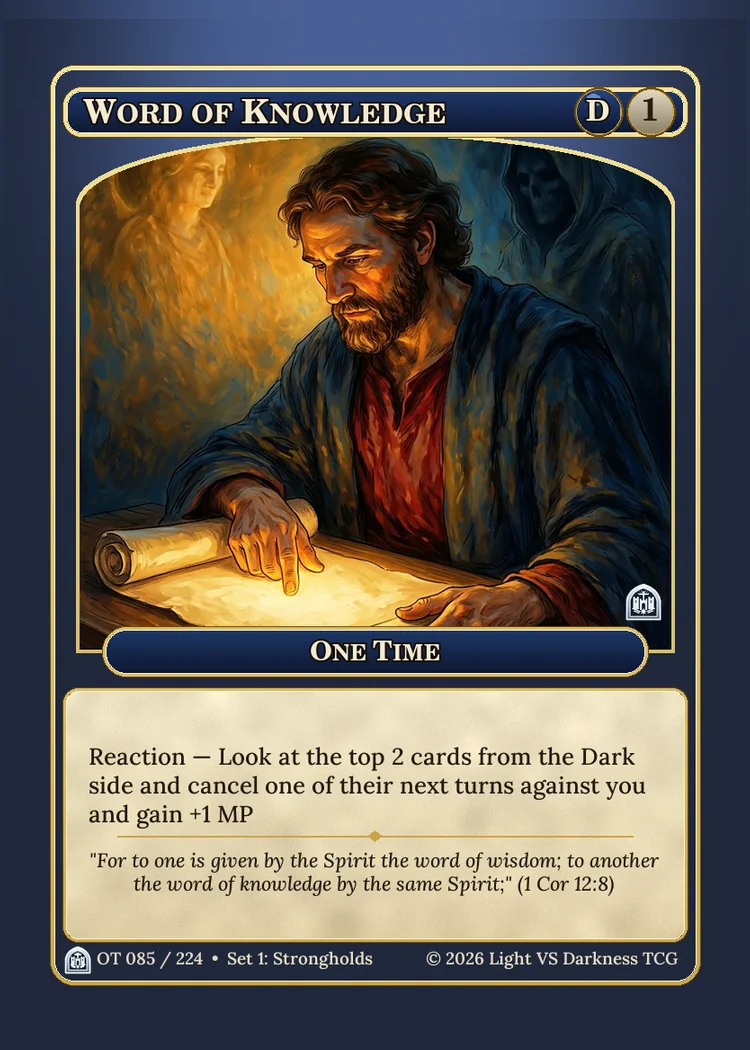 Word of Knowledge D 1
One Time
Reaction — Look at the top 2 cards from the Dark
side and cancel one of their next turns against you
and gain +1 MP
"For to one is given by the Spirit the word of wisdom; to another
the word of knowledge by the same Spirit;" (1 Cor 12:8)
OT 085 / 224 • Set 1: Strongholds © 2026 Light VS Darkness TCG